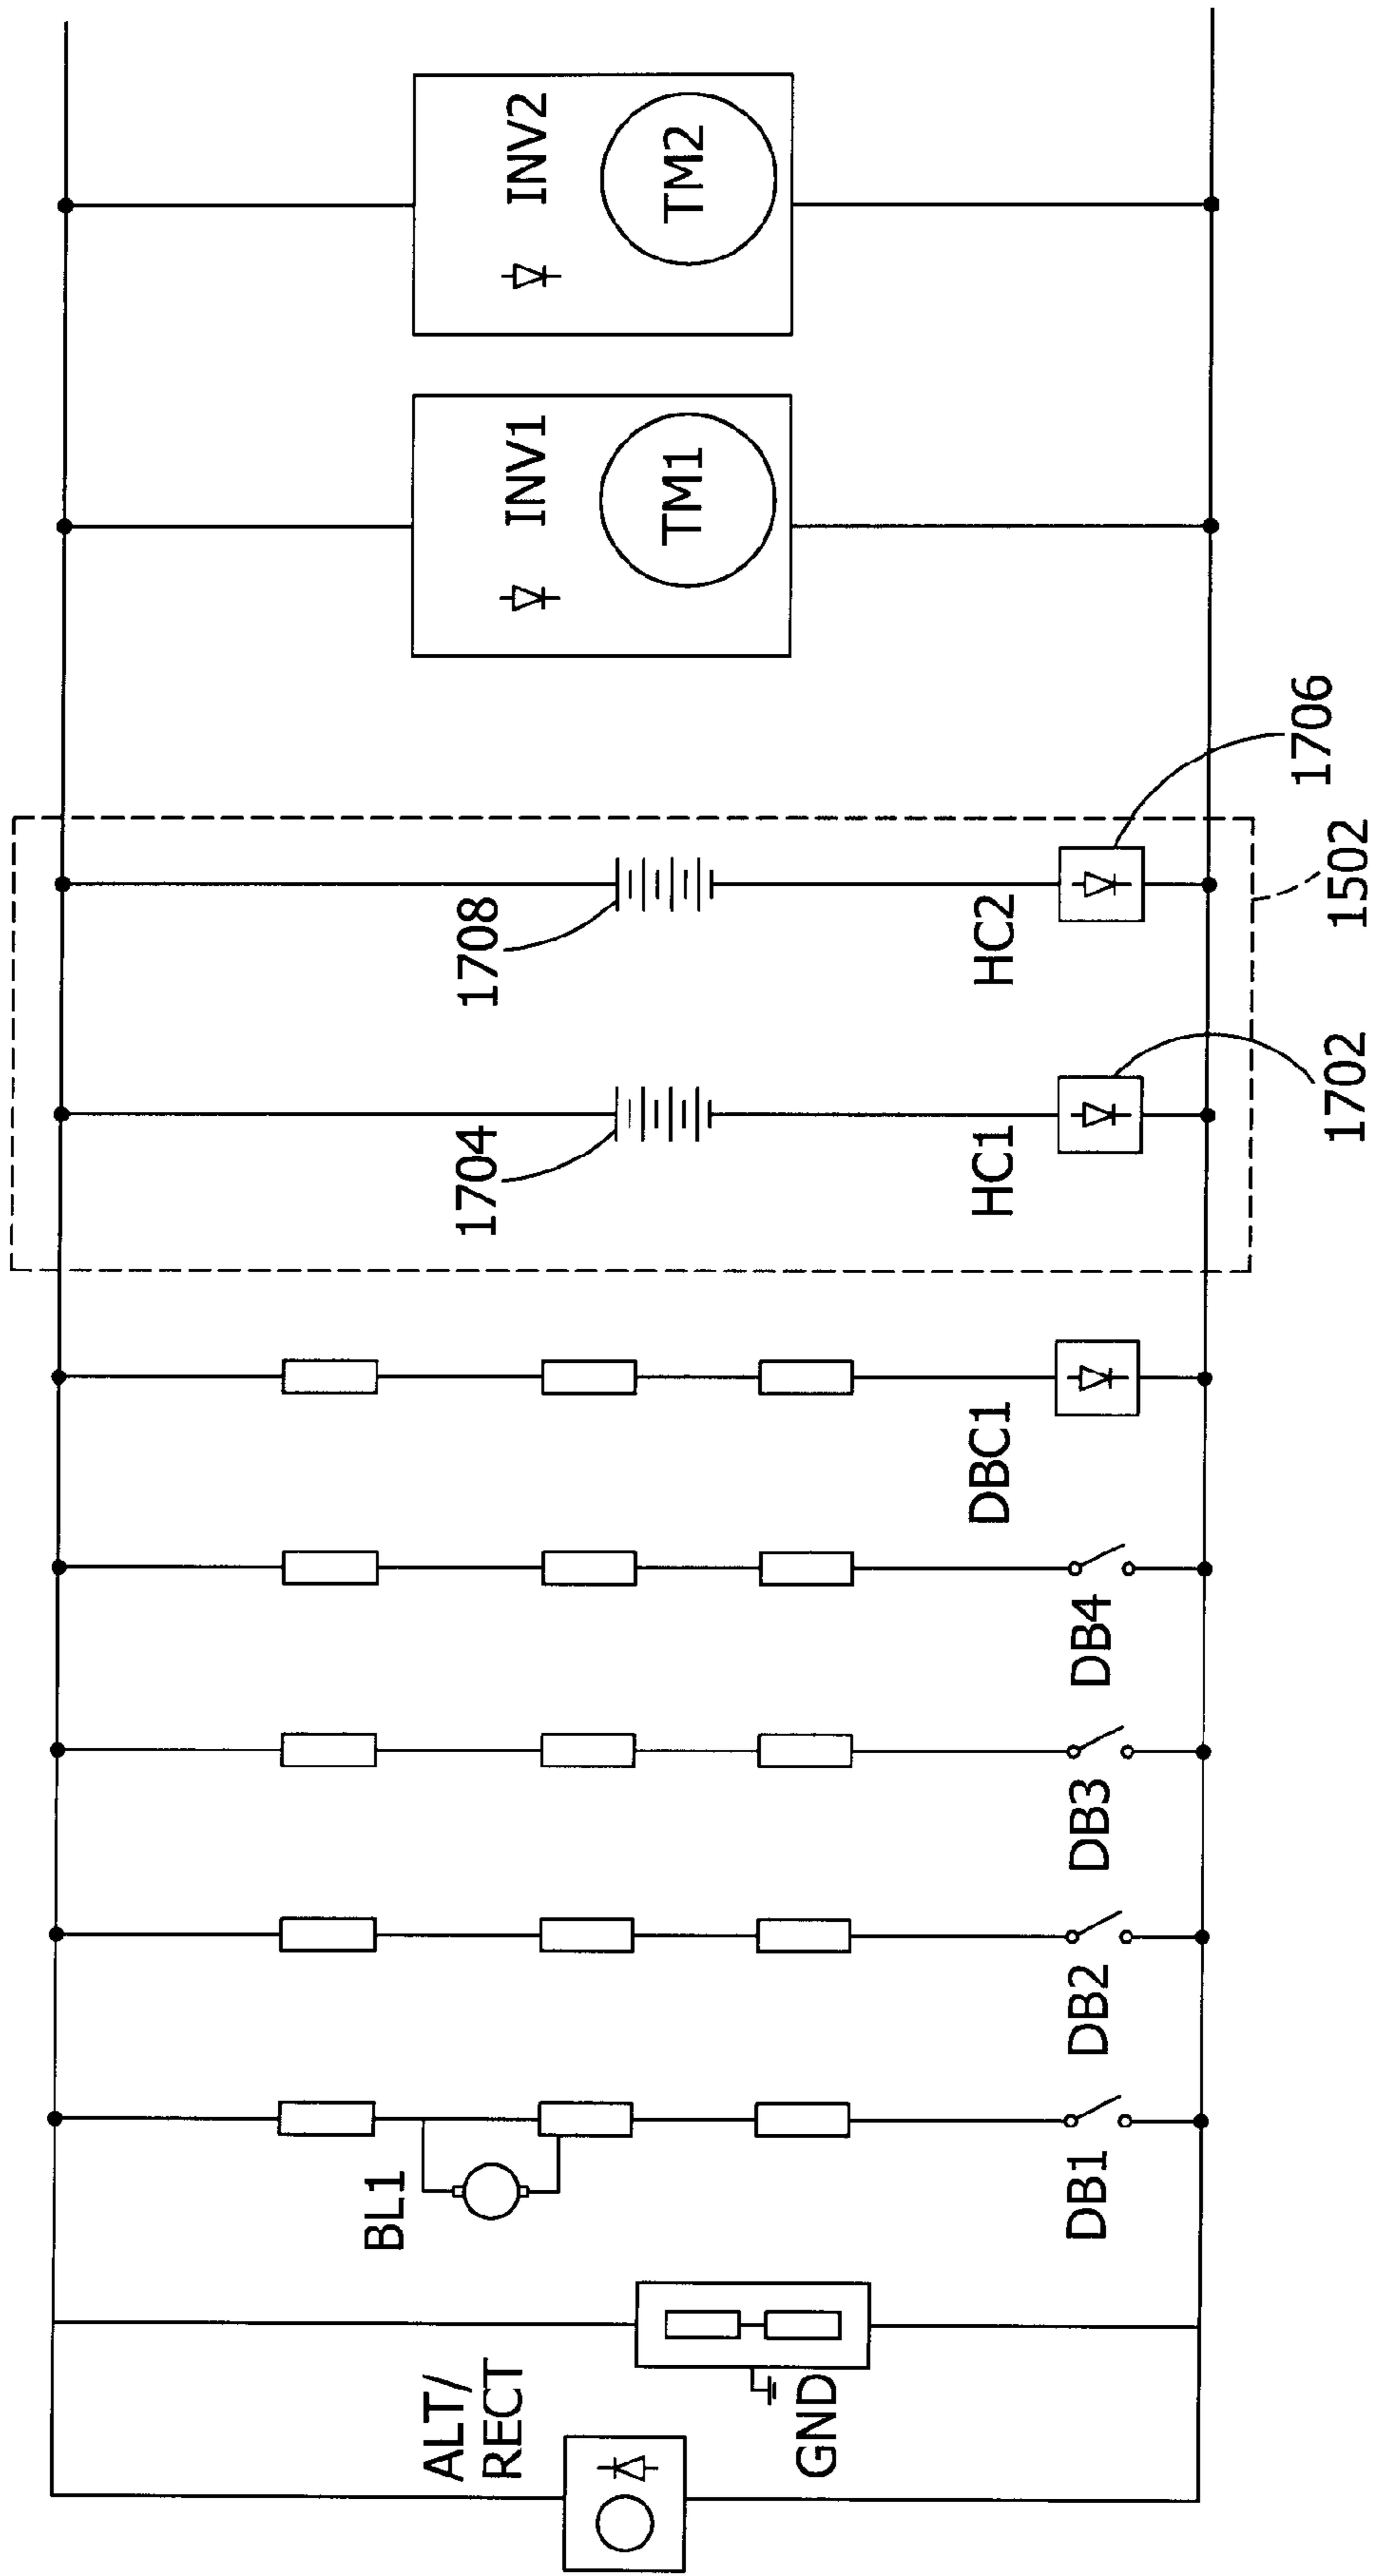 ALT/
RECT
GND
BL1
DB1
DB2
DB3
DB4
DBC1
1704
HC1
1702
1708
HC2
1502
1706
INV1
TM1
INV2
TM2